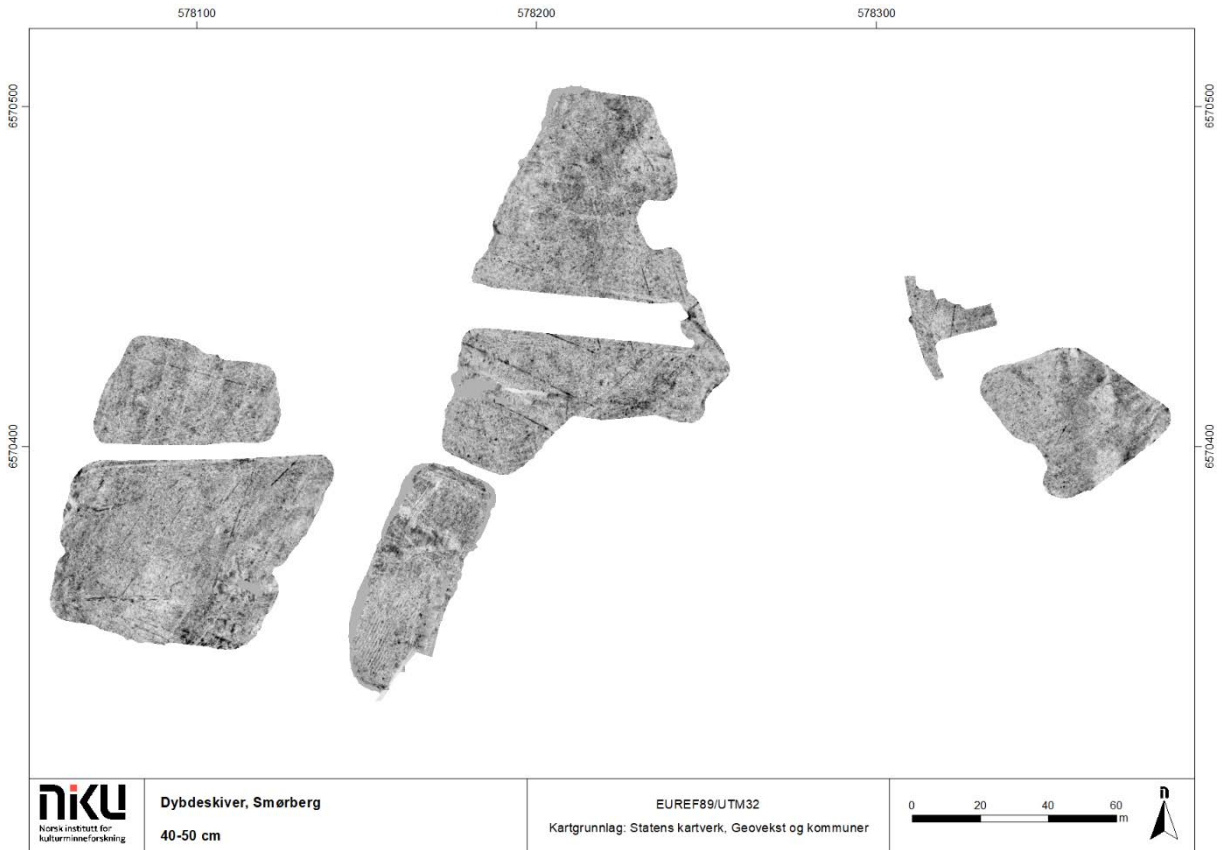 578100
578200
578300
6570500
6570500
6570400
6570400
NIKU
Norsk institutt for
kulturminneforskning
Dybdeskiver, Smørberg
40-50 cm
EUREF89/UTM32
Kartgrunnlag: Statens kartverk, Geovekst og kommuner
0 20 40 60
m
n